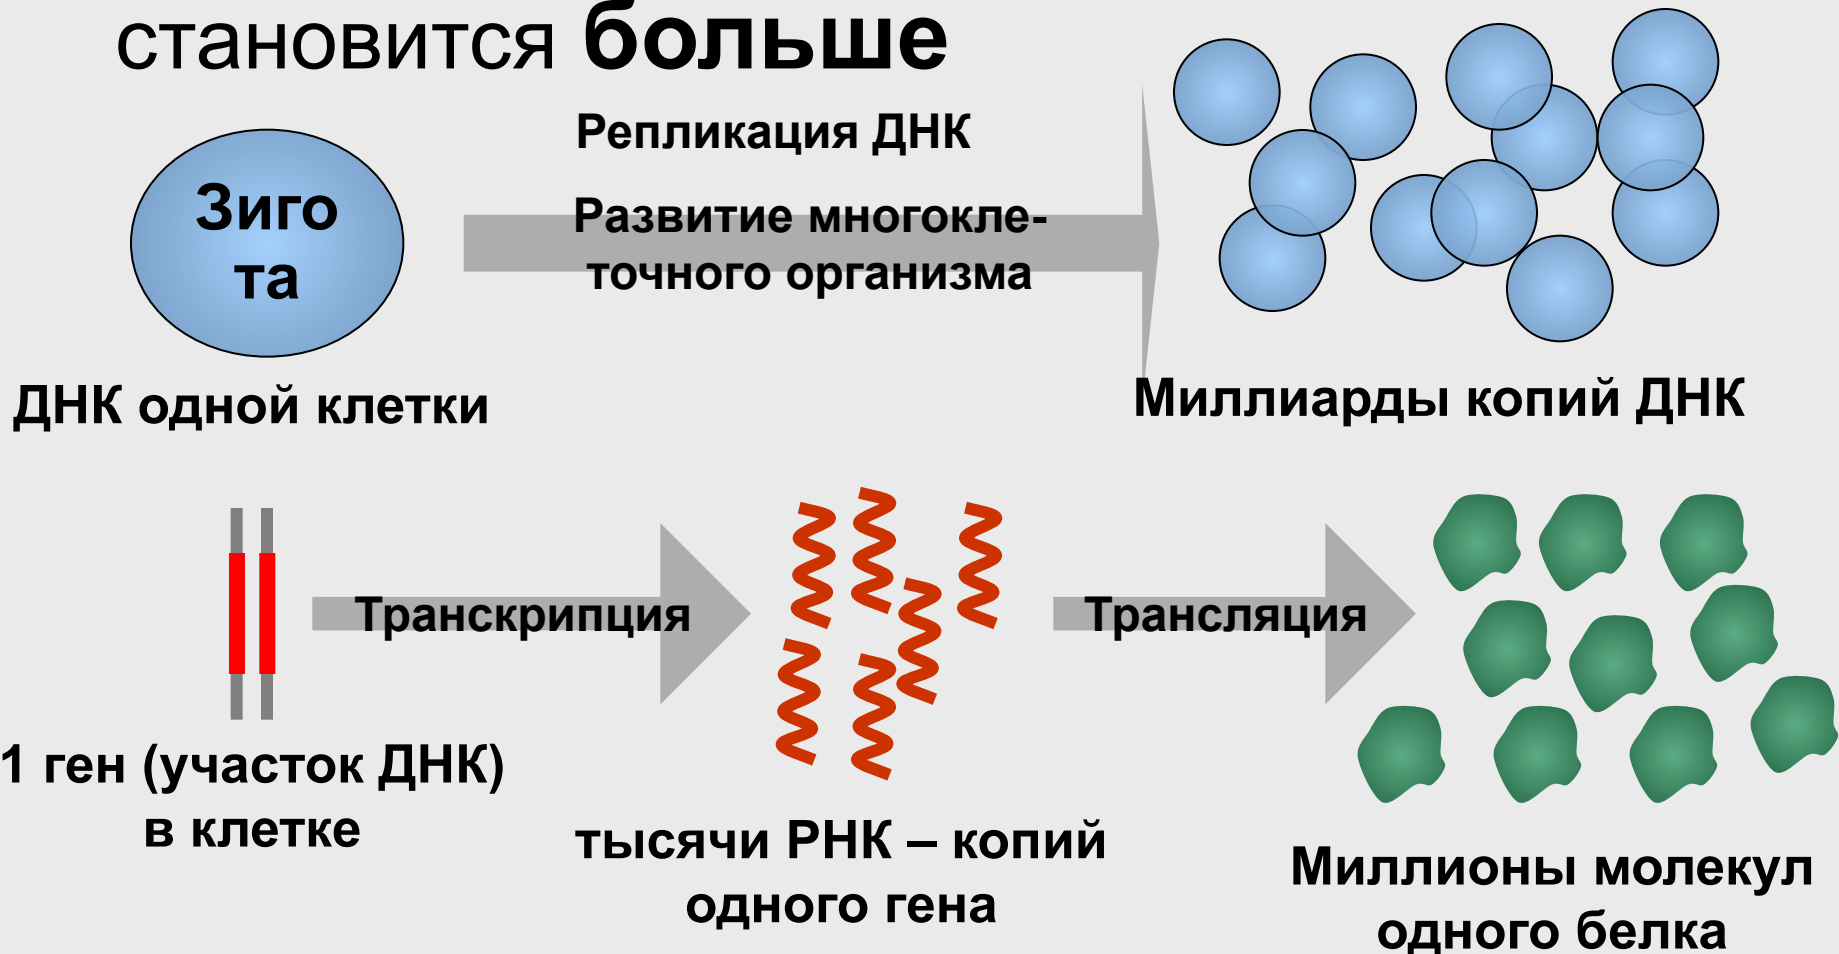 становится больше
Репликация ДНК
Зиго
та
Развитие многокле-
точного организма
ДНК одной клетки
Миллиарды копий ДНК
Транскрипция
Трансляция
1 ген (участок ДНК)
в клетке
тысячи РНК – копий
одного гена
Миллионы молекул
одного белка